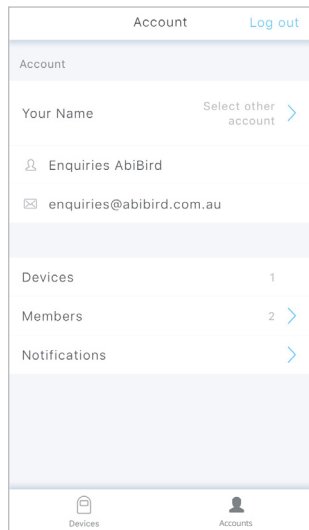 Account Log out
Account
Your Name Select other
account
Enquiries AbiBird
enquiries@abibird.com.au
Devices 1
Members 2
Notifications
Devices Accounts